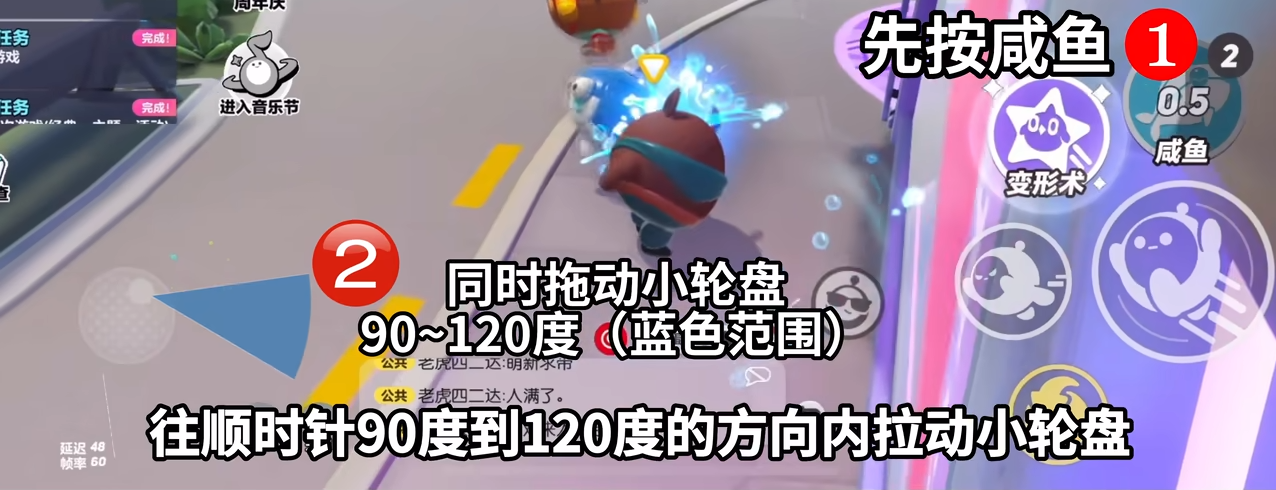 周年庆
任务
完成！
游戏
任务
完成！
进入音乐节
先按咸鱼 1
2
0.5
咸鱼
变形术
2
同时拖动小轮盘
90~120度（蓝色范围）
公共 老虎四二达:萌新求带
公共 老虎四二达:人满了。
往顺时针90度到120度的方向内拉动小轮盘
延迟 48
帧率 60